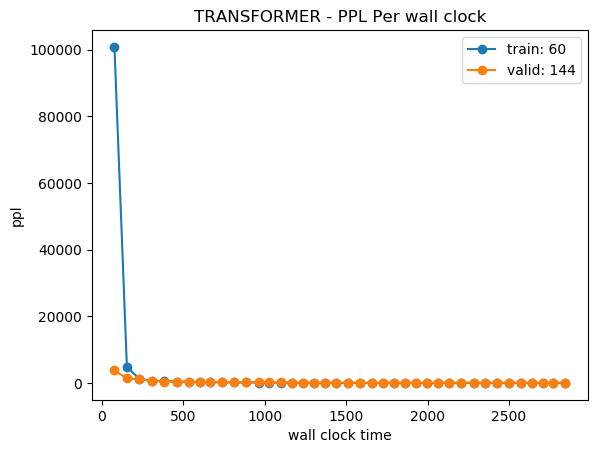 TRANSFORMER - PPL Per wall clock
train: 60
valid: 144
ppl
100000
80000
60000
40000
20000
0
0 500 1000 1500 2000 2500
wall clock time